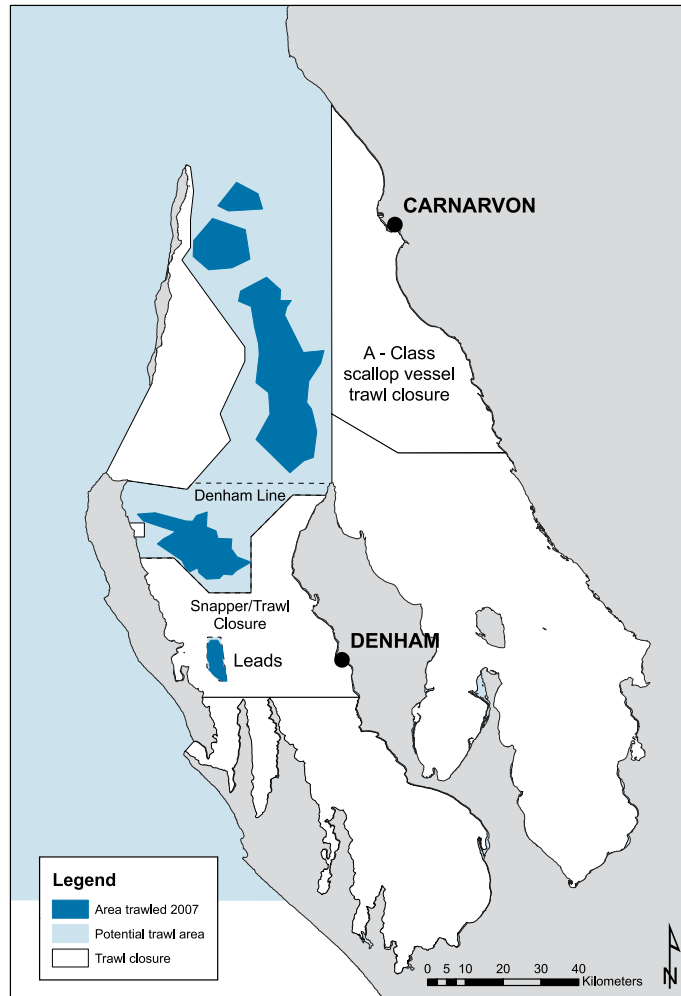 CARNARVON
A - Class
scallop vessel
trawl closure
Denham Line
Snapper/Trawl
Closure
DENHAM
Leads
Legend
Area trawled 2007
Potential trawl area
Trawl closure
0 5 10 20 30 40
Kilometers
N